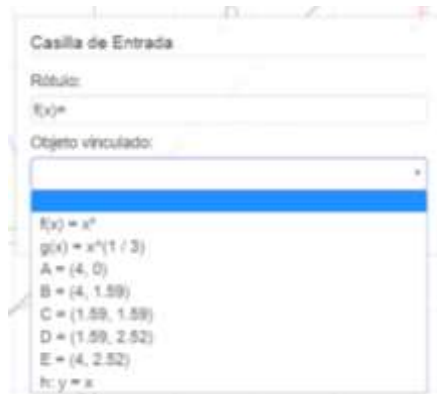 Casilla de Entrada
Rótulo:
f(x)=
Objeto vinculado:
f(x) = x³
g(x) = x^(1 / 3)
A = (4, 0)
B = (4, 1.59)
C = (1.59, 1.59)
D = (1.59, 2.52)
E = (4, 2.52)
h: y = x